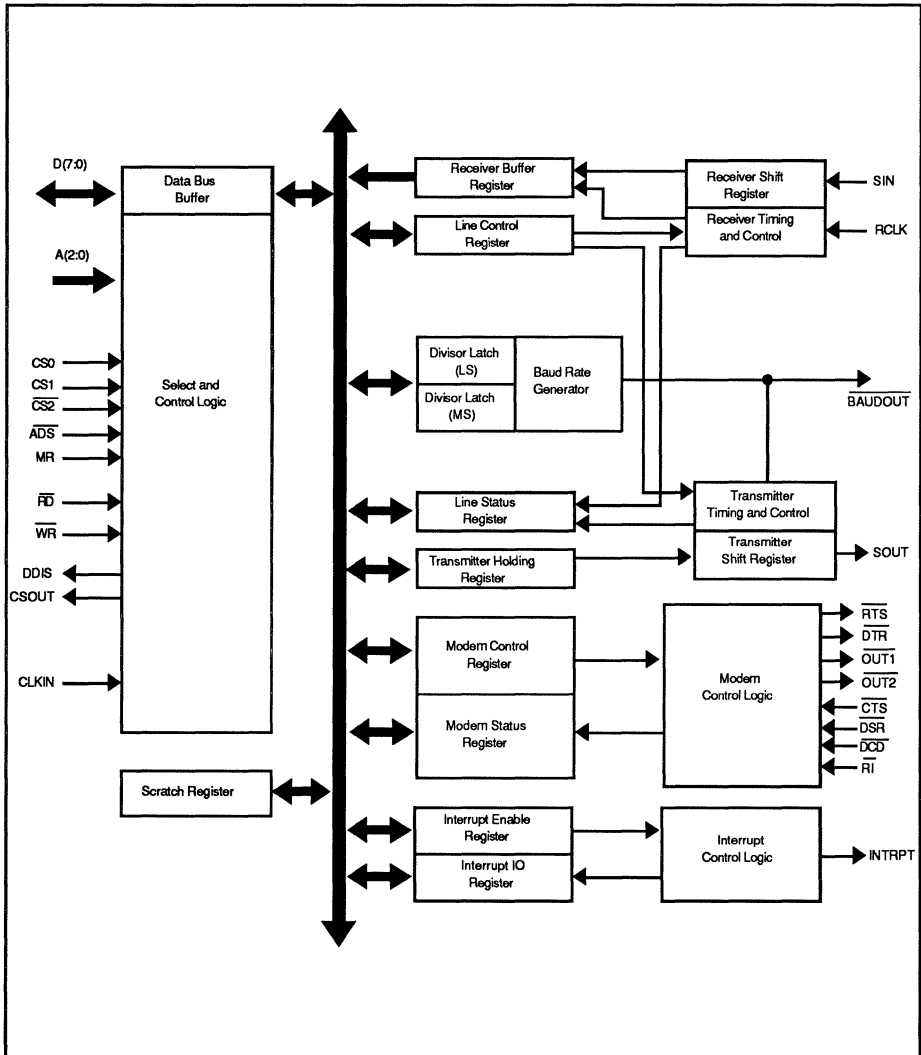 D(7:0)
Data Bus
Buffer
A(2:0)
CS0
CS1
CS2
ADS
MR
RD
WR
DDIS
CSOUT
CLKIN
Select and
Control Logic
Scratch Register
Receiver Buffer
Register
Line Control
Register
Receiver Shift
Register
Receiver Timing
and Control
SIN
RCLK
Divisor Latch
(LS)
Divisor Latch
(MS)
Baud Rate
Generator
BAUDOUT
Line Status
Register
Transmitter Holding
Register
Transmitter
Timing and Control
Transmitter
Shift Register
SOUT
Modem Control
Register
Modem Status
Register
Modem
Control Logic
RTS
DTR
OUT1
OUT2
CTS
DSR
DCD
RI
Interrupt Enable
Register
Interrupt IO
Register
Interrupt
Control Logic
INTRPT